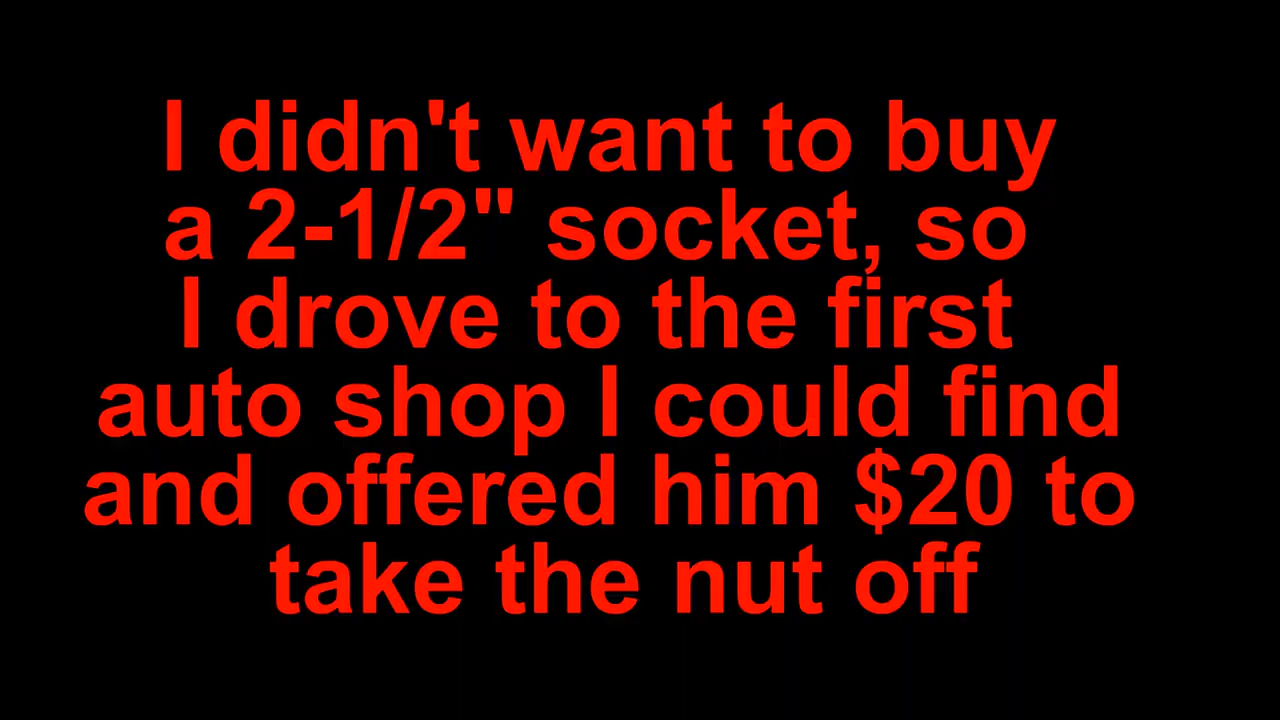 I didn't want to buy
a 2-1/2" socket, so
I drove to the first
auto shop I could find
and offered him $20 to
take the nut off